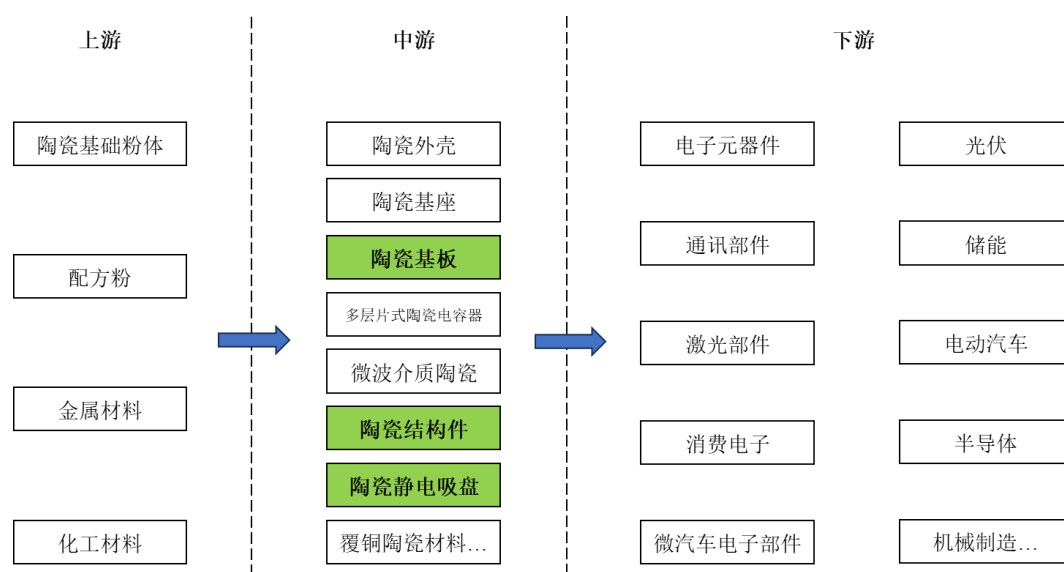 上游
中游
下游
陶瓷基础粉体
配方粉
金属材料
化工材料
陶瓷外壳
陶瓷基座
陶瓷基板
多层片式陶瓷电容器
微波介质陶瓷
陶瓷结构件
陶瓷静电吸盘
覆铜陶瓷材料…
电子元器件
通讯部件
激光部件
消费电子
微汽车电子部件
光伏
储能
电动汽车
半导体
机械制造…